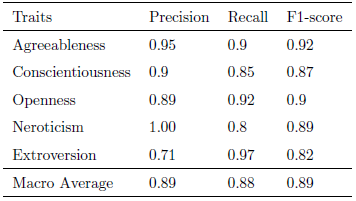 Traits Precision Recall F1-score
Agreeableness 0.95 0.9 0.92
Conscientiousness 0.9 0.85 0.87
Openness 0.89 0.92 0.9
Neroticism 1.00 0.8 0.89
Extroversion 0.71 0.97 0.82
Macro Average 0.89 0.88 0.89